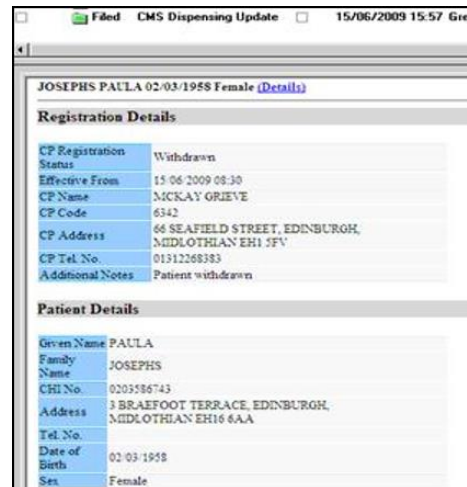 Filed CMS Dispensing Update 15/06/2009 15:57 Gre
JOSEPHS PAULA 02/03/1958 Female (Details)
Registration Details
CP Registration
Status
Withdrawn
Effective From 15/06/2009 08:30
CP Name MCKAY GRIEVE
CP Code 6342
CP Address
66 SEAFIELD STREET, EDINBURGH,
MIDLOTHIAN EH1 5FV
CP Tel. No. 01312268383
Additional Notes Patient withdrawn
Patient Details
Given Name PAULA
Family
Name
JOSEPHS
CHI No. 0203586743
Address
3 BRAEFOOT TERRACE, EDINBURGH,
MIDLOTHIAN EH16 6AA
Tel. No.
Date of
Birth
02/03/1958
Sex Female